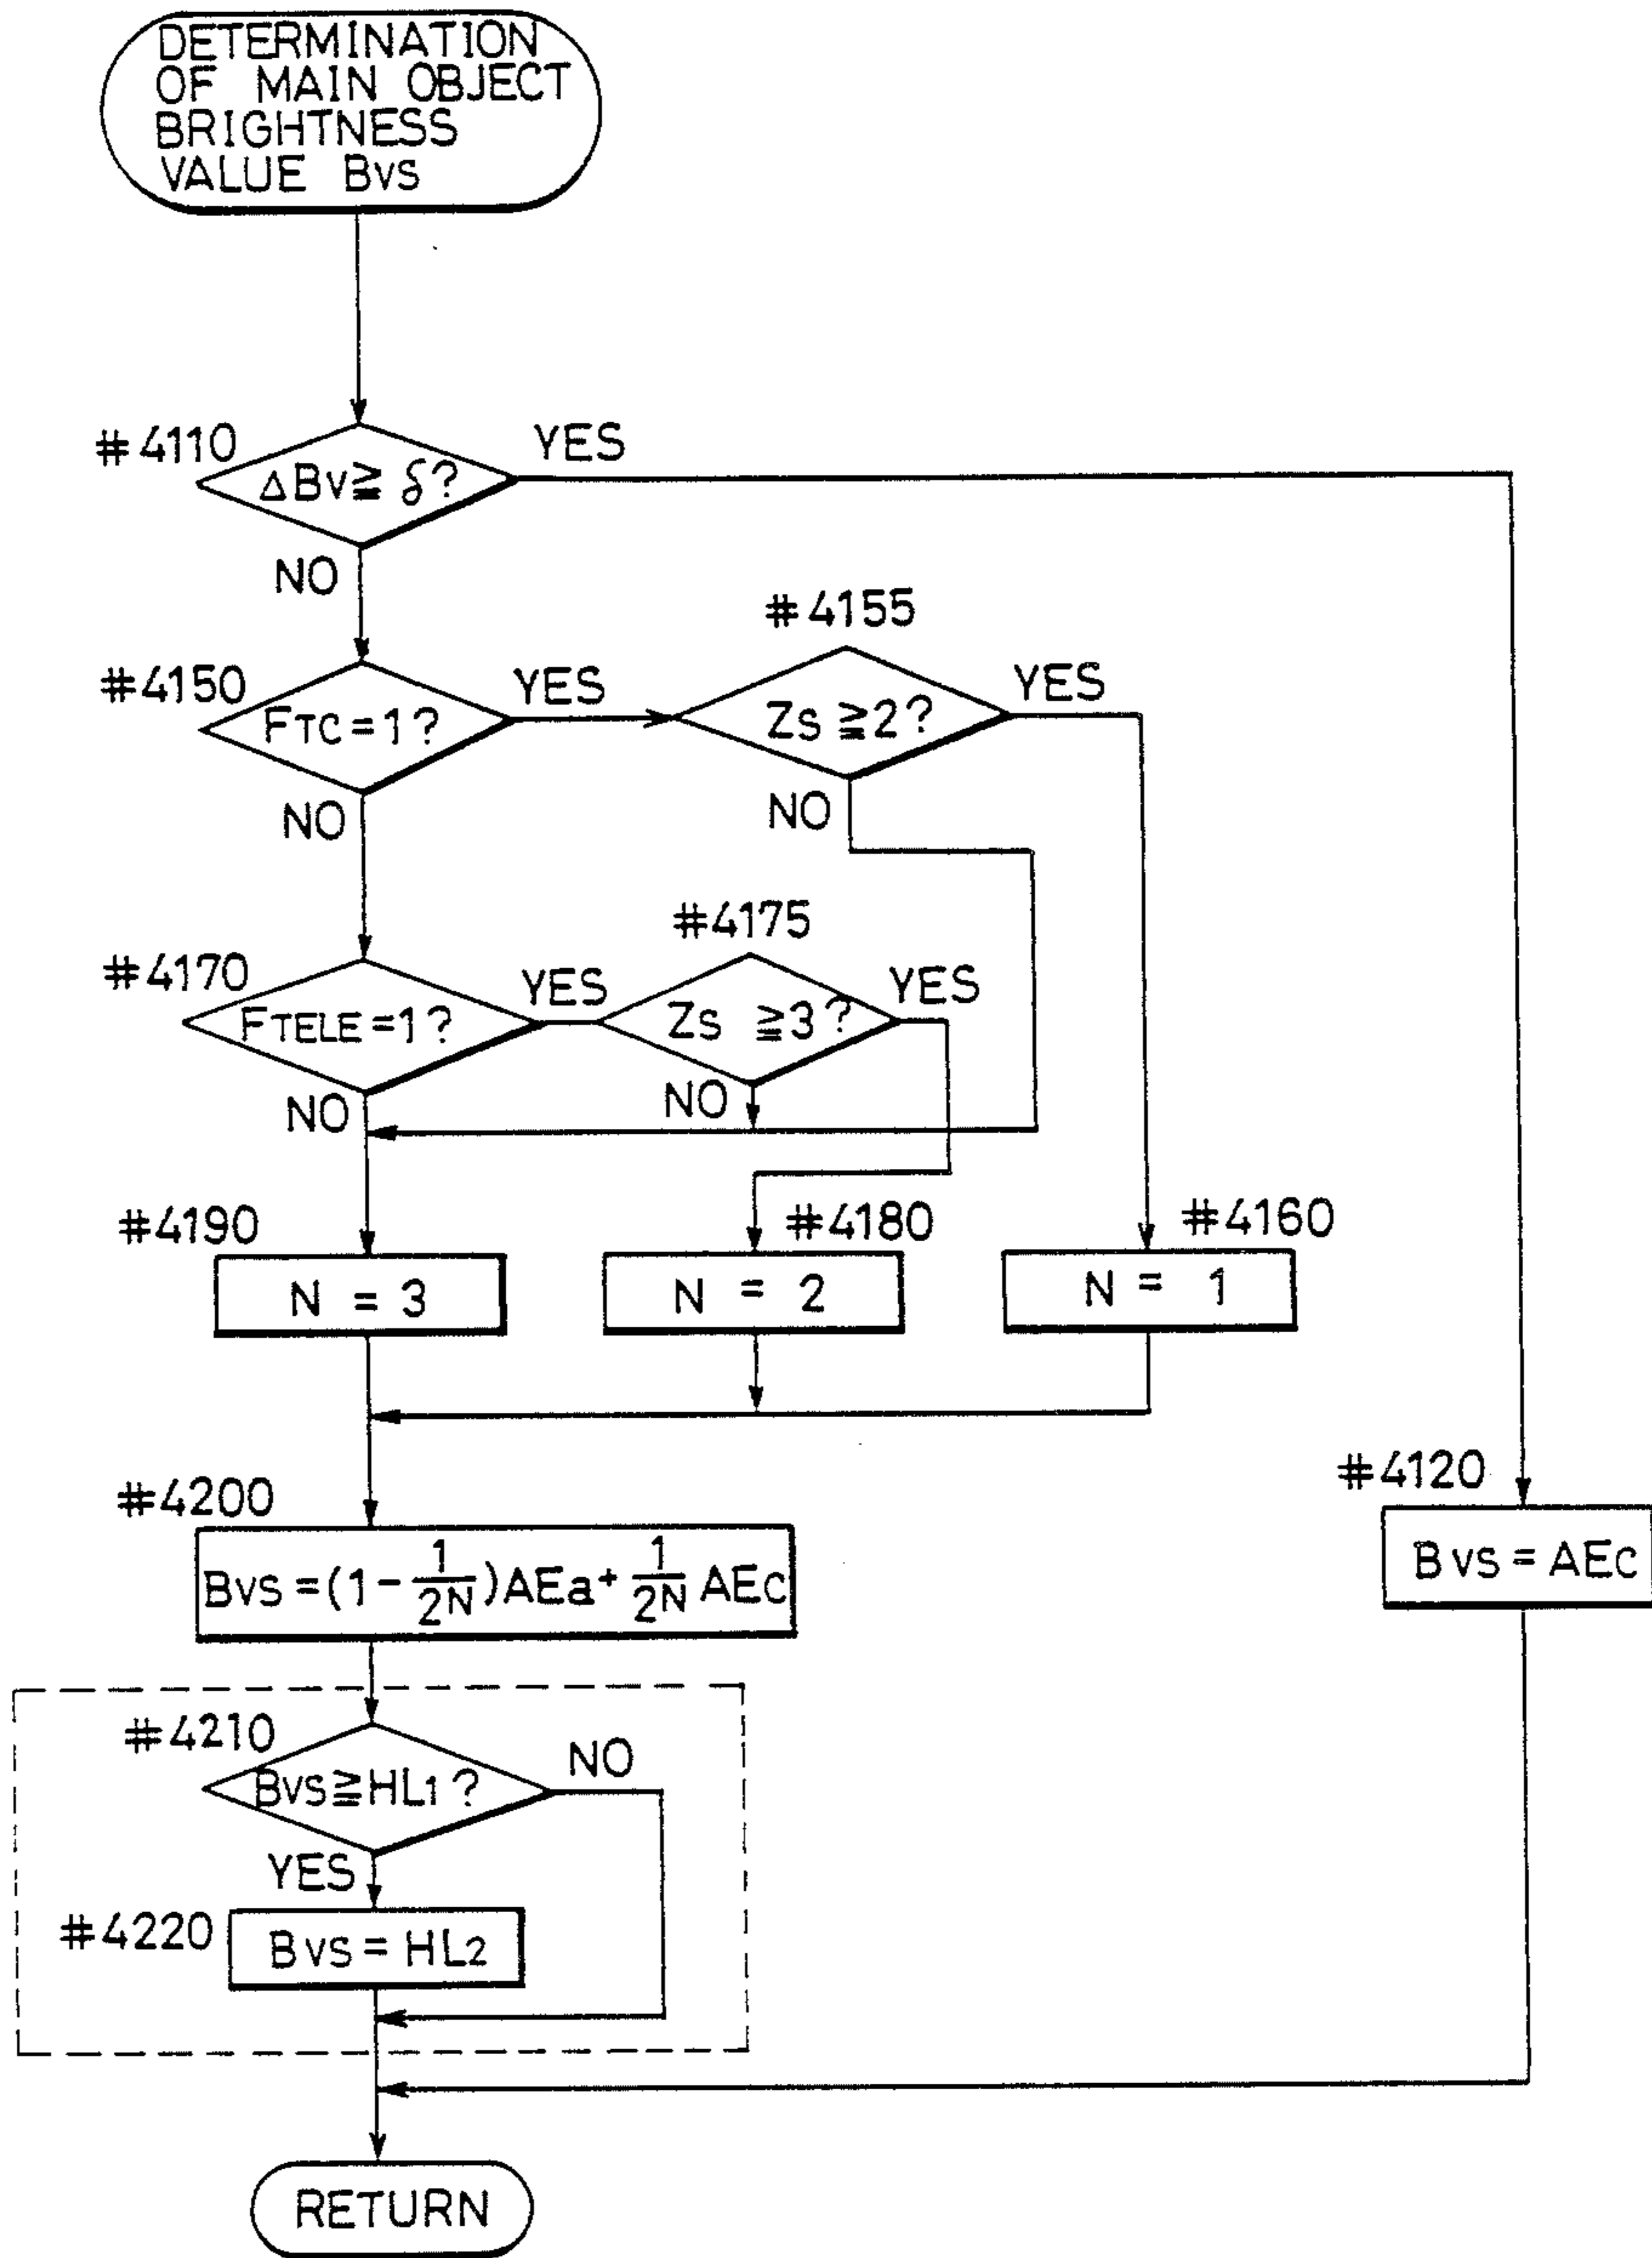 DETERMINATION
OF MAIN OBJECT
BRIGHTNESS
VALUE Bvs
#4110
ΔBv≧δ?
YES
NO
#4155
#4150
FTC=1?
YES
Zs≧2?
YES
NO
NO
#4175
#4170
FTELE=1?
YES
Zs ≧3?
YES
NO
NO
#4190
#4180
#4160
N = 3
N = 2
N = 1
#4200
#4120
Bvs=(1-1/2N)AEa+1/2N AEc
Bvs=AEc
#4210
Bvs≧HL1?
NO
YES
#4220
Bvs=HL2
RETURN